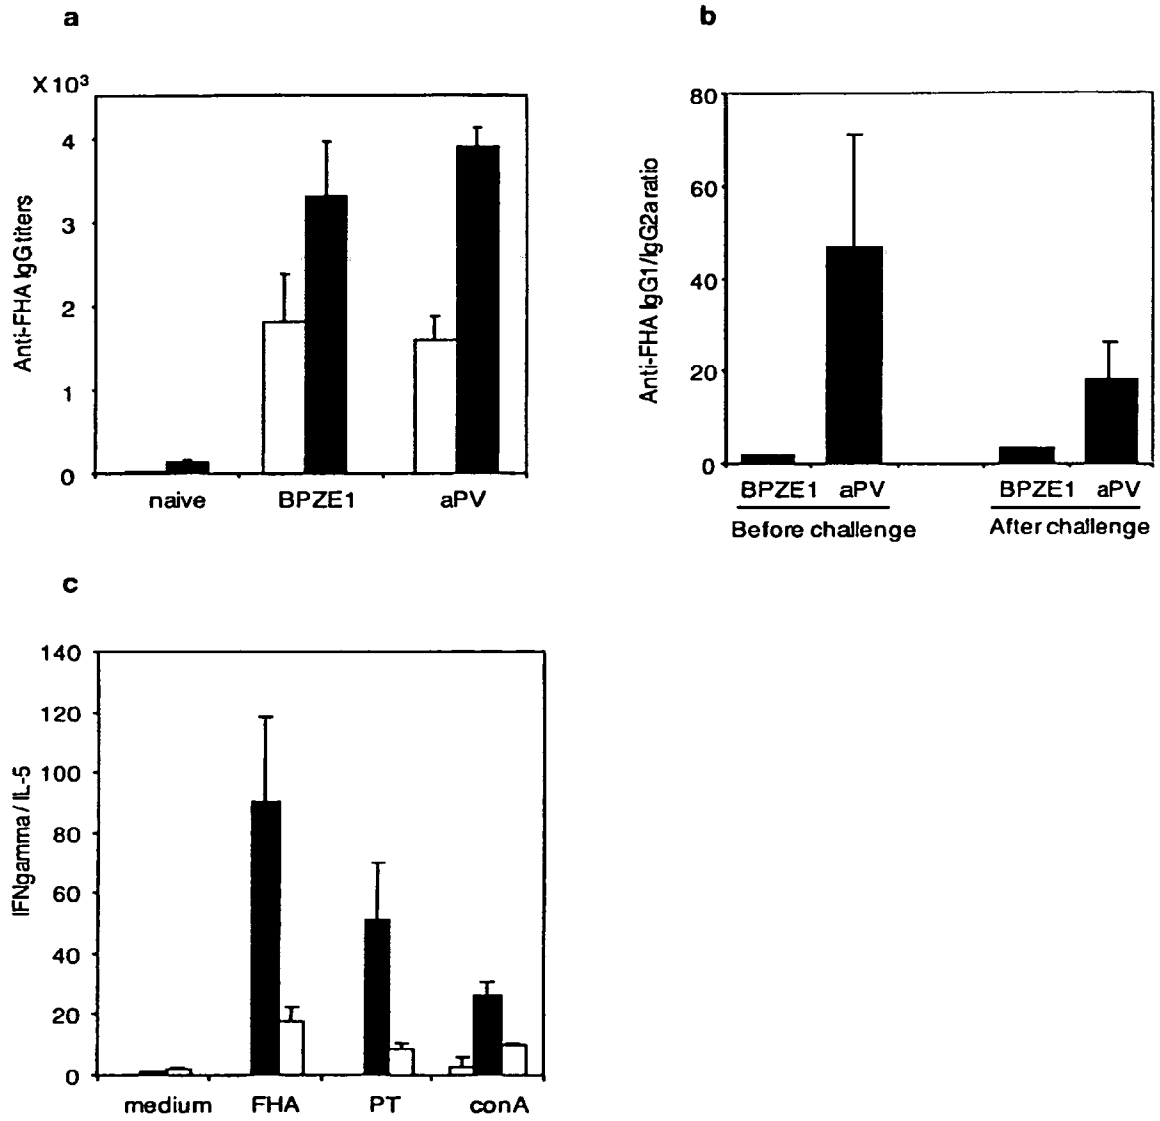 a
X 10³
4
3
2
1
0
Anti-FHA IgG titers
naive BPZE1 aPV
b
80
60
40
20
0
Anti-FHA IgG1/IgG2a ratio
BPZE1 aPV BPZE1 aPV
Before challenge After challenge
c
140
120
100
80
60
40
20
0
IFNgamma / IL-5
medium FHA PT conA